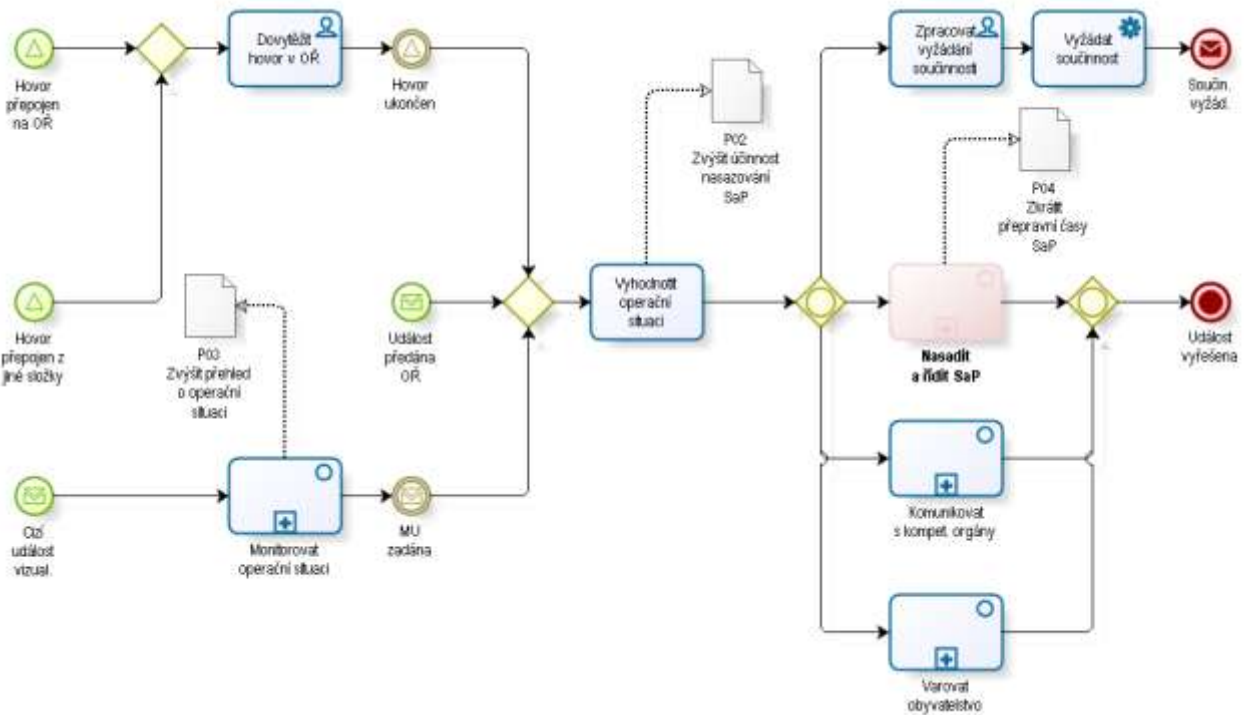 Hovor
přepojen
na OŘ
Dovytěžit
hovor v OŘ
Hovor
ukončen
P02
Zvýšit účinnost
nasazování
SaP
Zpracovat
vyžádání
součinnosti
Vyžádat
součinnost
Součin.
vyžád.
P04
Zkrátit
přepravní časy
SaP
Hovor
přepojen z
jiné složky
P03
Zvýšit přehled
o operační
situaci
Událost
předána
OŘ
Vyhodnotit
operační
situaci
Nasadit
a řídit SaP
Událost
vyřešena
Cizí
událost
vizual.
Monitorovat
operační situaci
MU
zadána
Komunikovat
s kompet. orgány
Varovat
obyvatelstvo